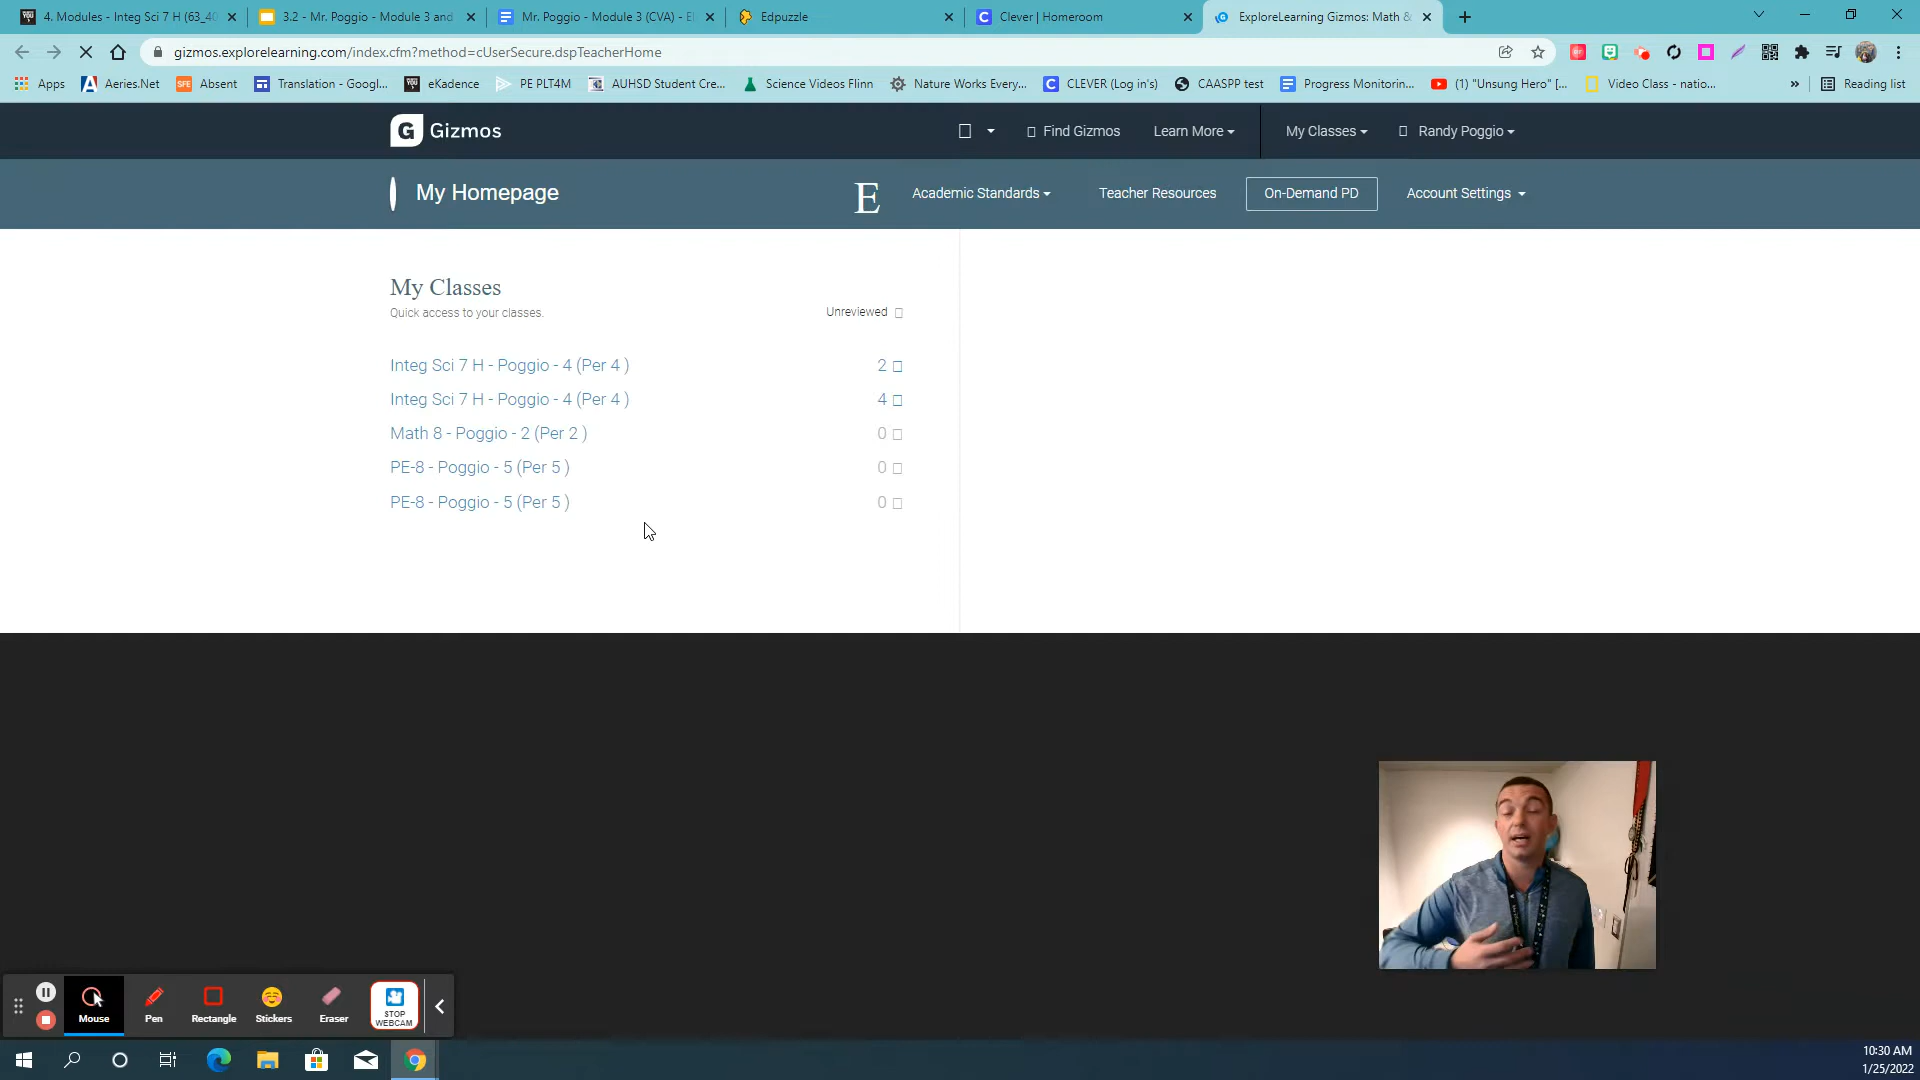 4. Modules - Integ Sci 7 H (63_40
3.2 - Mr. Poggio - Module 3 and
Mr. Poggio - Module 3 (CVA) - El
Edpuzzle
Clever | Homeroom
ExploreLearning Gizmos: Math &
gizmos.explorelearning.com/index.cfm?method=cUserSecure.dspTeacherHome
Apps
Aeries.Net
Absent
Translation - Googl...
eKadence
PE PLT4M
AUHSD Student Cre...
Science Videos Flinn
Nature Works Every...
CLEVER (Log in's)
CAASPP test
Progress Monitorin...
(1) "Unsung Hero" [...
Video Class - natio...
»
Reading list
G Gizmos
Find Gizmos
Learn More
My Classes
Randy Poggio
My Homepage
E
Academic Standards
Teacher Resources
On-Demand PD
Account Settings
My Classes
Quick access to your classes.
Unreviewed
Integ Sci 7 H - Poggio - 4 (Per 4 ) 2
Integ Sci 7 H - Poggio - 4 (Per 4 ) 4
Math 8 - Poggio - 2 (Per 2 ) 0
PE-8 - Poggio - 5 (Per 5 ) 0
PE-8 - Poggio - 5 (Per 5 ) 0
Mouse
Pen
Rectangle
Stickers
Eraser
STOP
WEBCAM
10:30 AM
1/25/2022